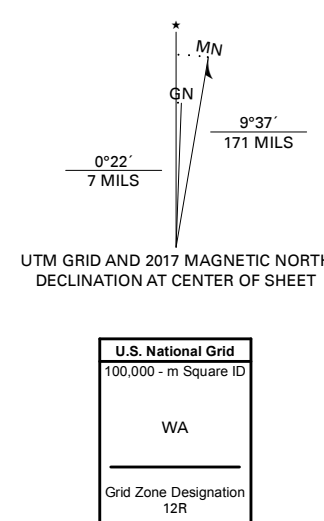 ★
MN
GN
9°37´
171 MILS
0°22´
7 MILS
UTM GRID AND 2017 MAGNETIC NORTH
DECLINATION AT CENTER OF SHEET
U.S. National Grid
100,000 - m Square ID
WA
Grid Zone Designation
12R